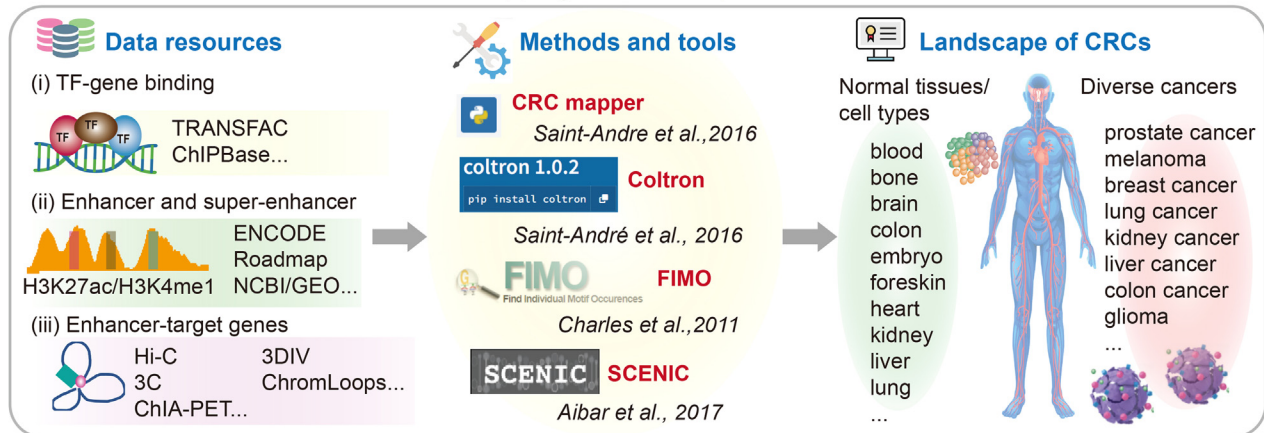 Data resources
(i) TF-gene binding
TF
TF
TF
TRANSFAC
ChIPBase...
(ii) Enhancer and super-enhancer
ENCODE
Roadmap
NCBI/GEO...
H3K27ac/H3K4me1
(iii) Enhancer-target genes
Hi-C
3C
ChIA-PET...
3DIV
ChromLoops...
Methods and tools
CRC mapper
Saint-Andre et al.,2016
coltron 1.0.2
pip install coltron
Coltron
Saint-André et al., 2016
FIMO
Find Individual Motif Occurences
FIMO
Charles et al.,2011
SCENIC
SCENIC
Aibar et al., 2017
Landscape of CRCs
Normal tissues/
cell types
blood
bone
brain
colon
embryo
foreskin
heart
kidney
liver
lung
...
Diverse cancers
prostate cancer
melanoma
breast cancer
lung cancer
kidney cancer
liver cancer
colon cancer
glioma
...